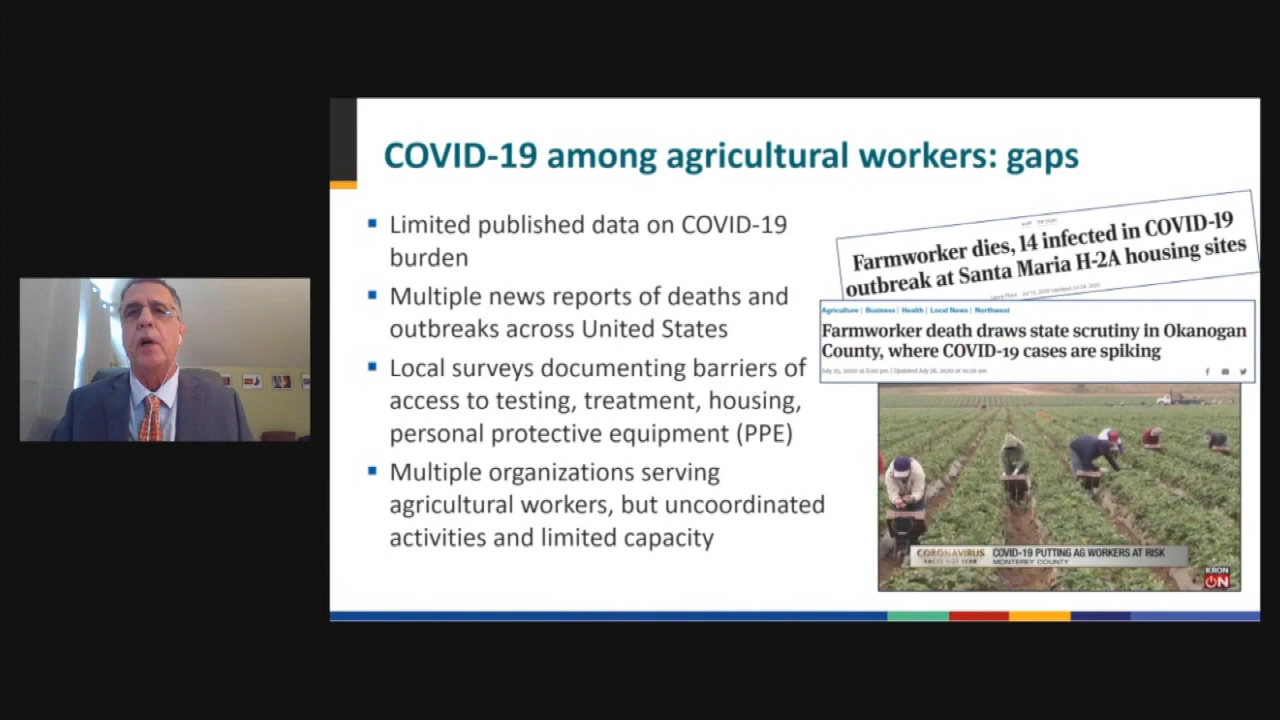 COVID-19 among agricultural workers: gaps
Limited published data on COVID-19
burden
Multiple news reports of deaths and
outbreaks across United States
Local surveys documenting barriers of
access to testing, treatment, housing,
personal protective equipment (PPE)
Multiple organizations serving
agricultural workers, but uncoordinated
activities and limited capacity
Farmworker dies, 14 infected in COVID-19
outbreak at Santa Maria H-2A housing sites
Agriculture | Business | Health | Local News | Northwest
Farmworker death draws state scrutiny in Okanogan
County, where COVID-19 cases are spiking
CORONAVIRUS
FACTS NOT FEAR
COVID-19 PUTTING AG WORKERS AT RISK
MONTEREY COUNTY
KRON
ON